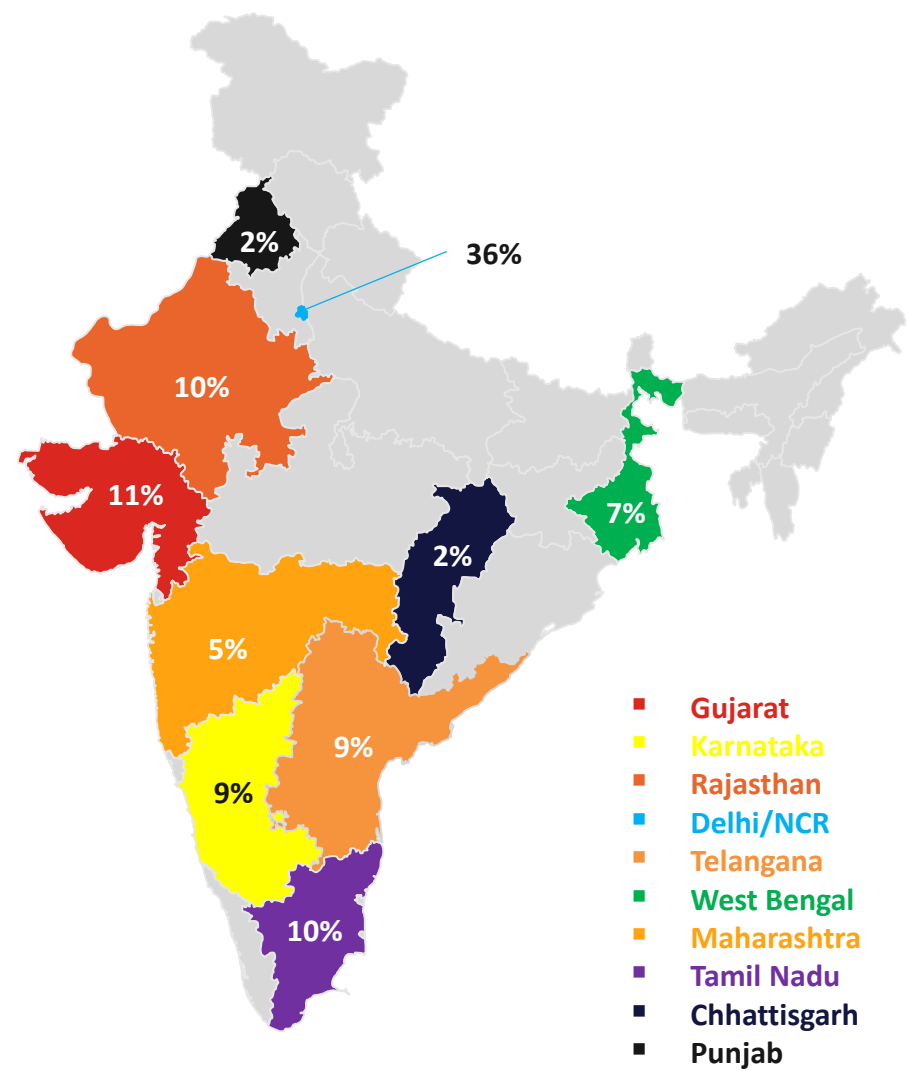 2%
36%
10%
11%
7%
2%
5%
9%
9%
10%
Gujarat
Karnataka
Rajasthan
Delhi/NCR
Telangana
West Bengal
Maharashtra
Tamil Nadu
Chhattisgarh
Punjab